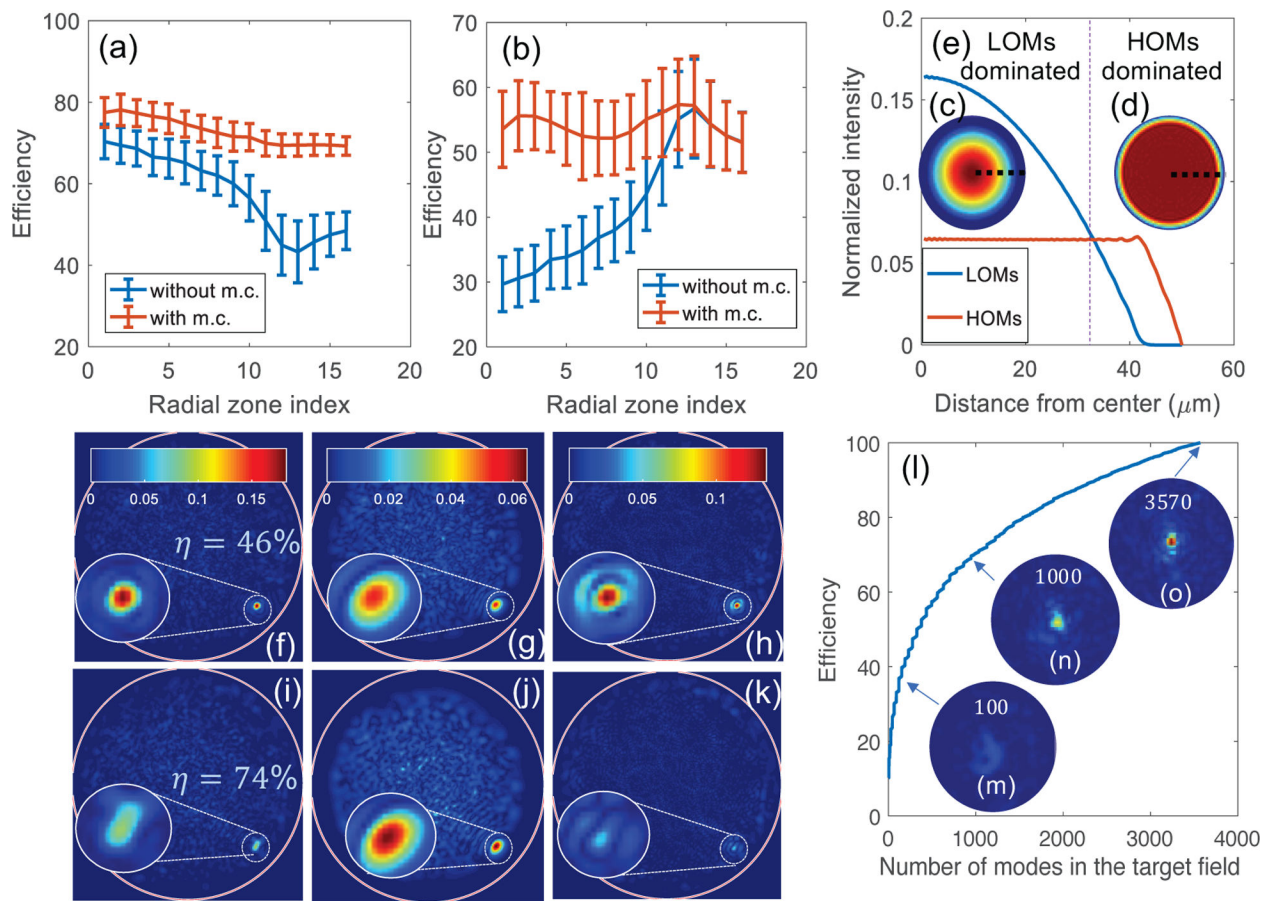 (a)
100
80
60
40
20
Efficiency
without m.c.
with m.c.
0 5 10 15 20
Radial zone index
(b)
70
60
50
40
30
20
Efficiency
without m.c.
with m.c.
0 5 10 15 20
Radial zone index
(e) LOMs HOMs
dominated dominated
(c) (d)
0.15
0.1
0.05
0
Normalized intensity
LOMs
HOMs
0 20 40 60
Distance from center (μm)
0 0.05 0.1 0.15
η = 46%
(f)
0 0.02 0.04 0.06
(g)
0 0.05 0.1
(h)
(i)
η = 74%
(j)
(k)
(l)
100
80
60
40
20
0
Efficiency
3570
(o)
1000
(n)
100
(m)
0 1000 2000 3000 4000
Number of modes in the target field